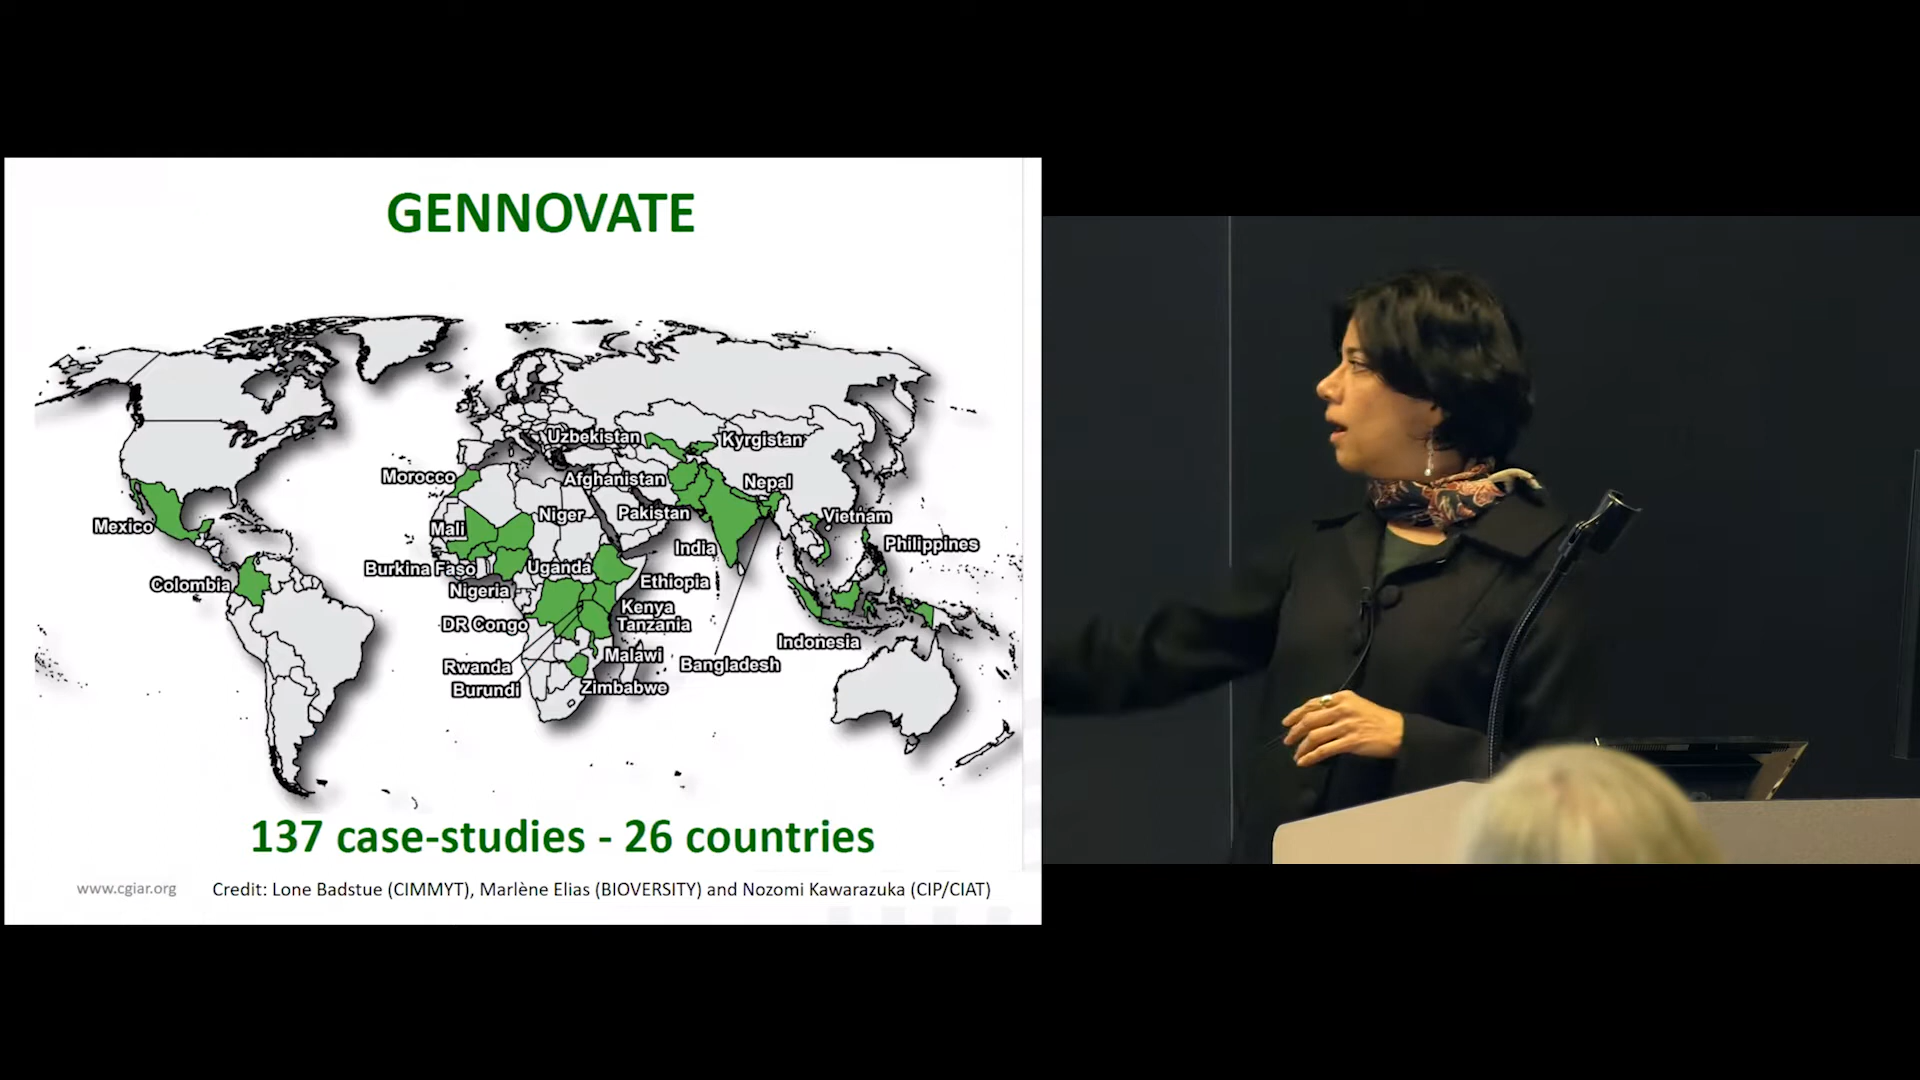 GENNOVATE
Uzbekistan
Kyrgistan
Morocco
Afghanistan
Nepal
Mexico
Mali
Niger
Pakistan
Vietnam
India
Philippines
Burkina Faso
Uganda
Colombia
Nigeria
Ethiopia
Kenya
DR Congo
Tanzania
Indonesia
Malawi
Rwanda
Bangladesh
Burundi
Zimbabwe
137 case-studies - 26 countries
www.cgiar.org
Credit: Lone Badstue (CIMMYT), Marlène Elias (BIOVERSITY) and Nozomi Kawarazuka (CIP/CIAT)